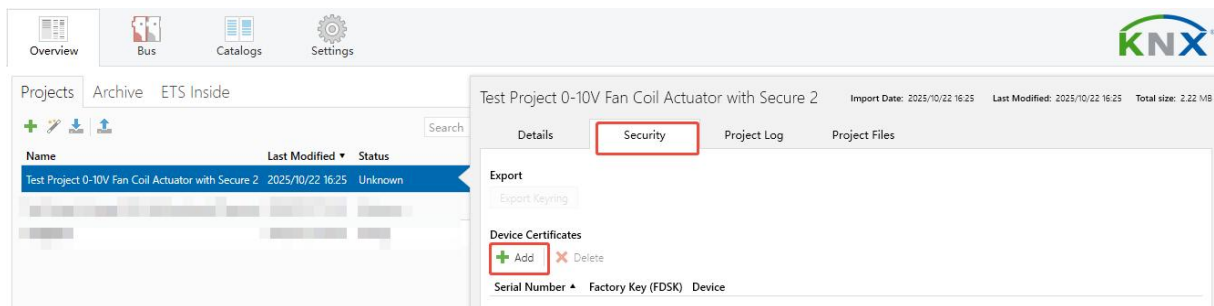 Overview Bus Catalogs Settings
KNX
Projects Archive ETS Inside
Search
Name Last Modified ▼ Status
Test Project 0-10V Fan Coil Actuator with Secure 2 2025/10/22 16:25 Unknown
Test Project 0-10V Fan Coil Actuator with Secure 2 Import Date: 2025/10/22 16:25 Last Modified: 2025/10/22 16:25 Total size: 2.22 MB
Details Security Project Log Project Files
Export
Export Keyring
Device Certificates
Add Delete
Serial Number ▲ Factory Key (FDSK) Device